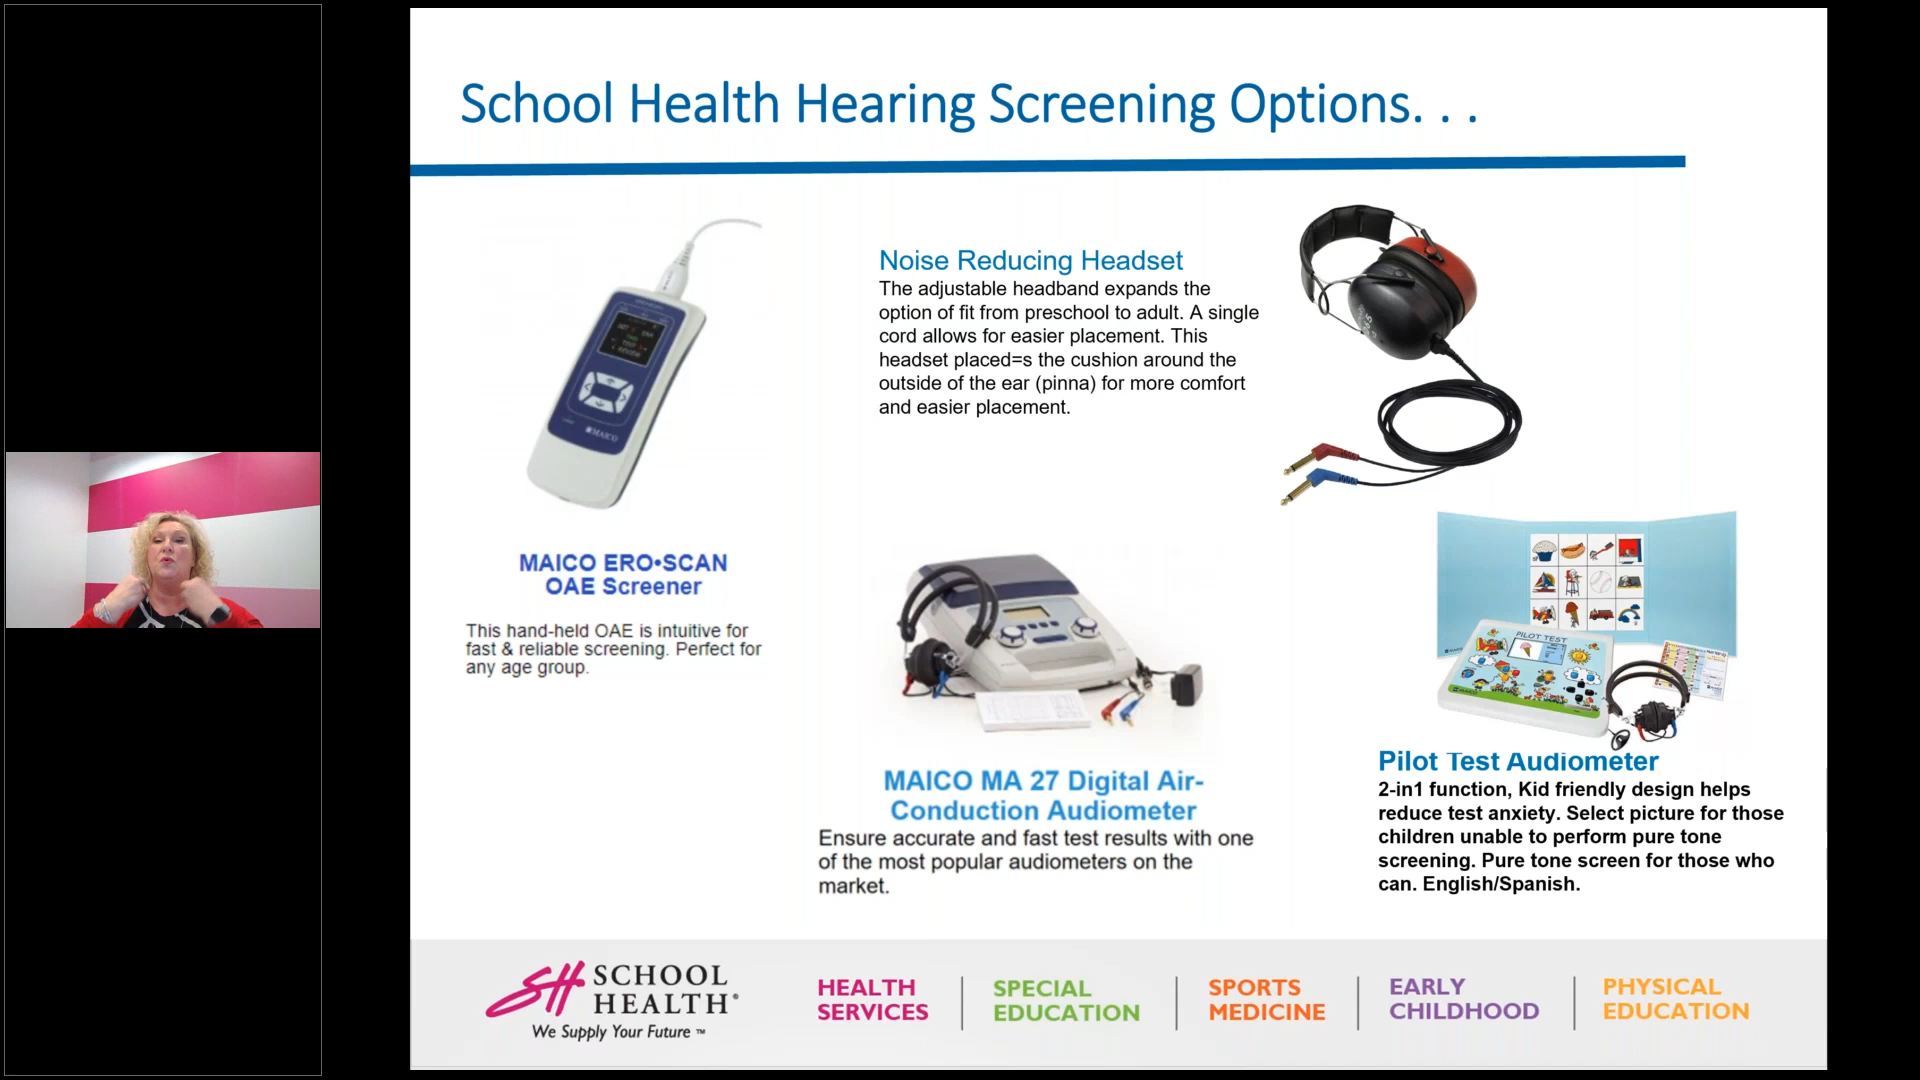 School Health Hearing Screening Options. . .
Noise Reducing Headset
The adjustable headband expands the
option of fit from preschool to adult. A single
cord allows for easier placement. This
headset placed=s the cushion around the
outside of the ear (pinna) for more comfort
and easier placement.
MAICO
MAICO ERO•SCAN
OAE Screener
This hand-held OAE is intuitive for
fast & reliable screening. Perfect for
any age group.
MAICO MA 27 Digital Air-
Conduction Audiometer
Ensure accurate and fast test results with one
of the most popular audiometers on the
market.
PILOT TEST
Pilot Test Audiometer
2-in1 function, Kid friendly design helps
reduce test anxiety. Select picture for those
children unable to perform pure tone
screening. Pure tone screen for those who
can. English/Spanish.
SH SCHOOL
HEALTH®
We Supply Your Future ™
HEALTH
SERVICES
SPECIAL
EDUCATION
SPORTS
MEDICINE
EARLY
CHILDHOOD
PHYSICAL
EDUCATION